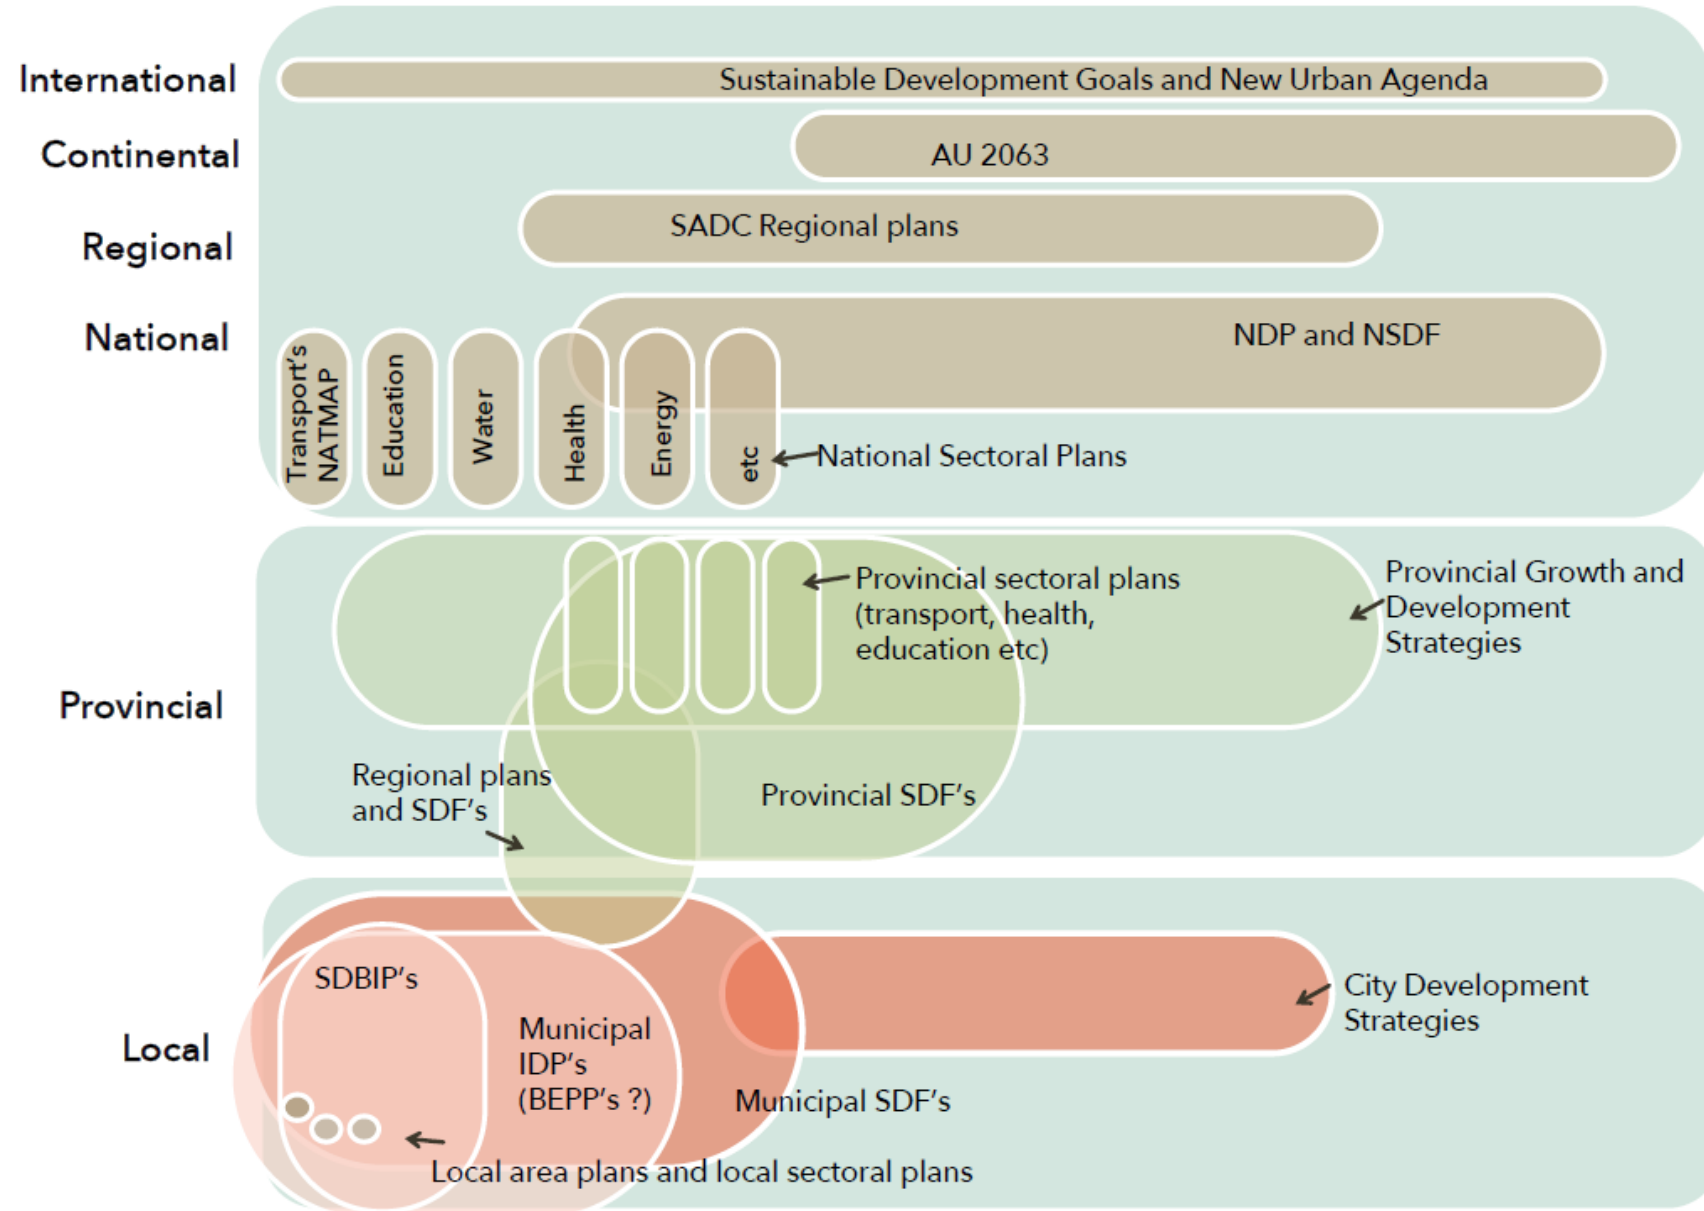 International
Sustainable Development Goals and New Urban Agenda
Continental
AU 2063
Regional
SADC Regional plans
National
NDP and NSDF
Transport's
NATMAP
Education
Water
Health
Energy
etc
National Sectoral Plans
Provincial
Provincial sectoral plans
(transport, health,
education etc)
Provincial Growth and
Development
Strategies
Regional plans
and SDF's
Provincial SDF's
Local
SDBIP's
Municipal
IDP's
(BEPP's ?)
Municipal SDF's
City Development
Strategies
Local area plans and local sectoral plans